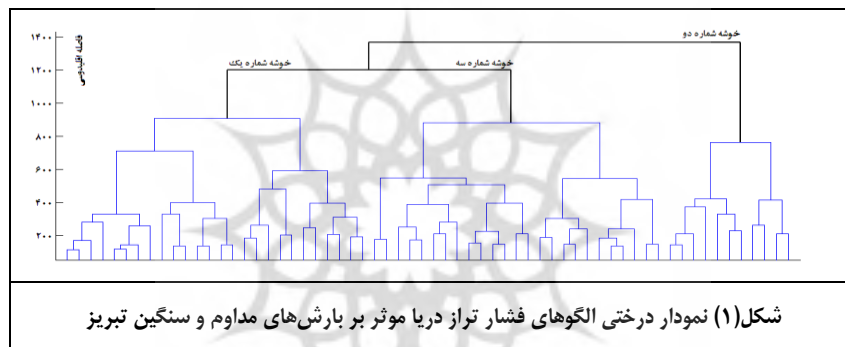 خوشه شماره دو
خوشه شماره سه
خوشه شماره یک
فاصله اقلیدوسی
۱۴۰۰
۱۲۰۰
۱۰۰۰
۸۰۰
۶۰۰
۴۰۰
۲۰۰
شکل(۱) نمودار درختی الگوهای فشار تراز دریا موثر بر بارش‌های مداوم و سنگین تبریز